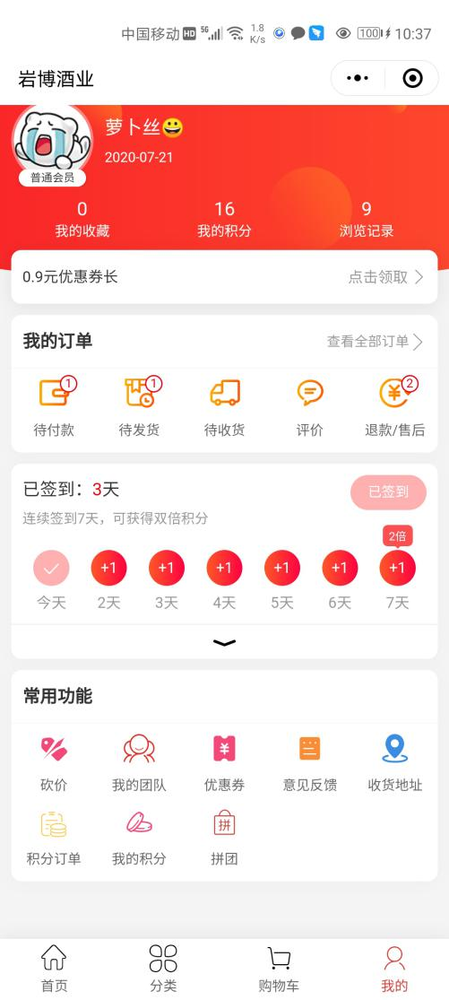 中国移动 HD 5G 1.8 K/s 100 10:37
岩博酒业
萝卜丝😀
2020-07-21
普通会员
0 16 9
我的收藏 我的积分 浏览记录
0.9元优惠券长 点击领取
我的订单 查看全部订单
1 1 2
待付款 待发货 待收货 评价 退款/售后
已签到：3天 已签到
连续签到7天，可获得双倍积分
2倍
+1 +1 +1 +1 +1 +1
今天 2天 3天 4天 5天 6天 7天
常用功能
砍价 我的团队 优惠券 意见反馈 收货地址
拼
积分订单 我的积分 拼团
首页 分类 购物车 我的